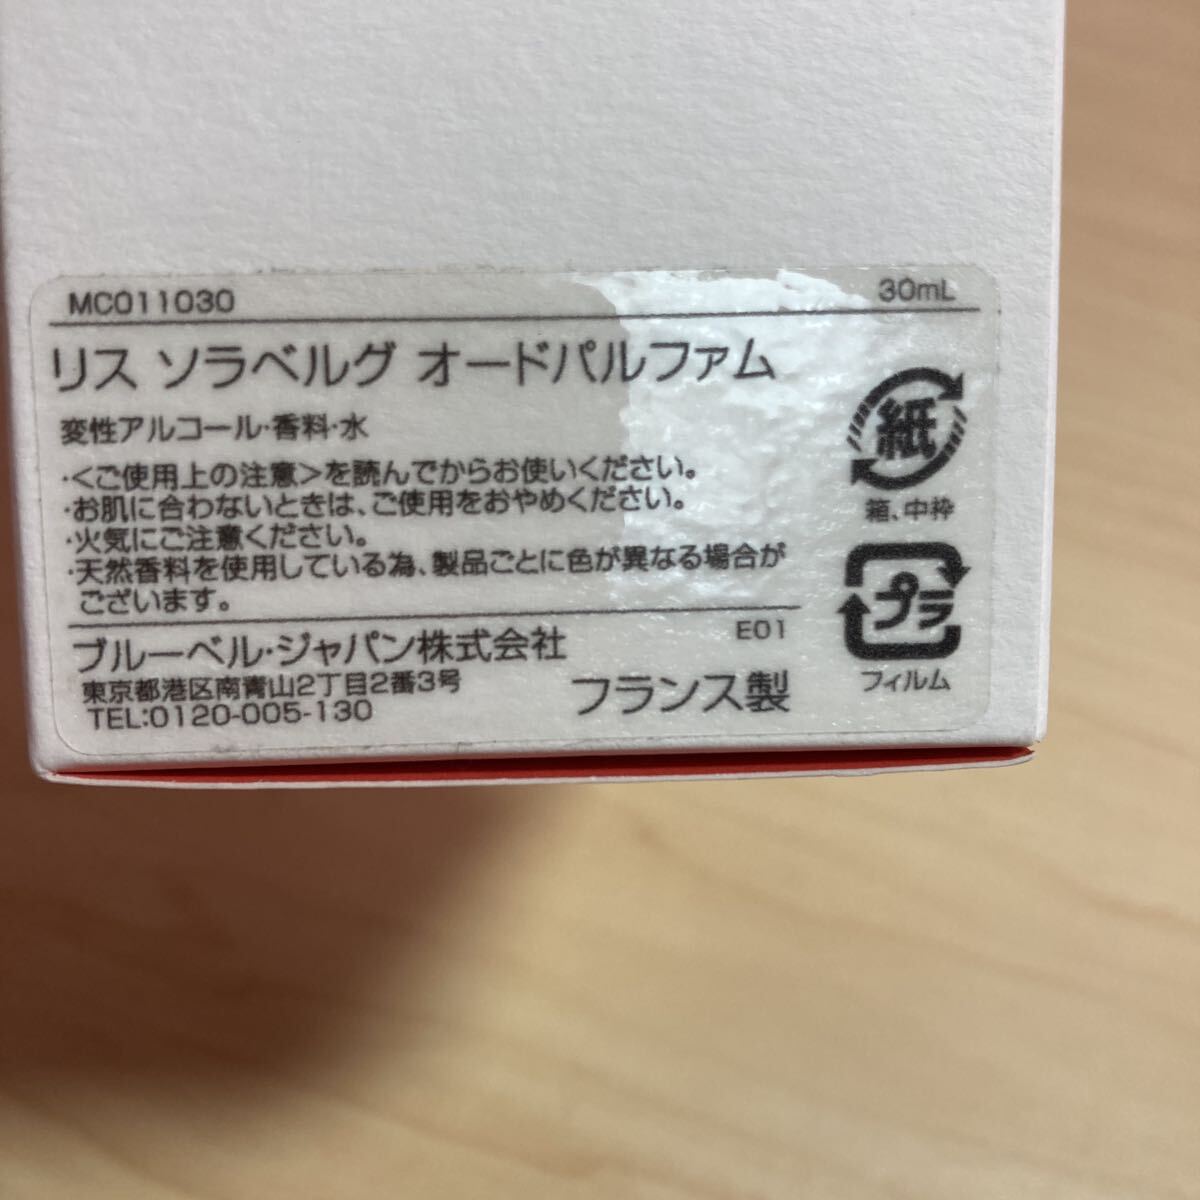 MC011030 30mL
リス ソラベルグ オードパルファム
変性アルコール・香料・水
・<ご使用上の注意>を読んでからお使いください。
・お肌に合わないときは、ご使用をおやめください。
・火気にご注意ください。
・天然香料を使用している為、製品ごとに色が異なる場合が
ございます。
E01
ブルーベル・ジャパン株式会社
東京都港区南青山2丁目2番3号
TEL:0120-005-130
フランス製
紙
箱、中枠
プラ
フィルム